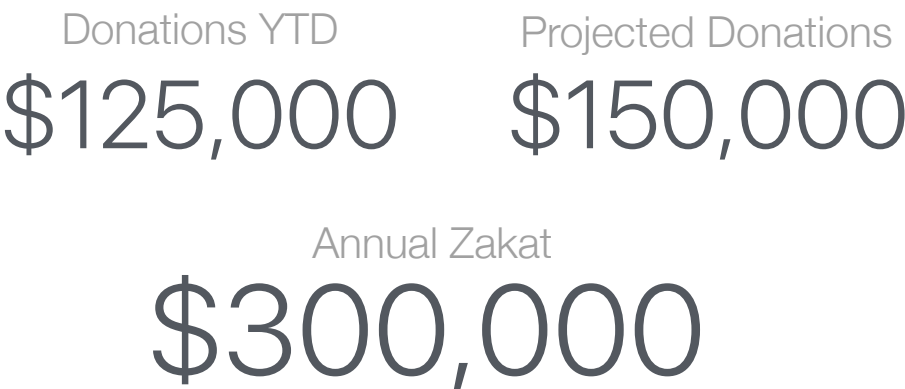 Donations YTD
Projected Donations
$125,000
$150,000
Annual Zakat
$300,000